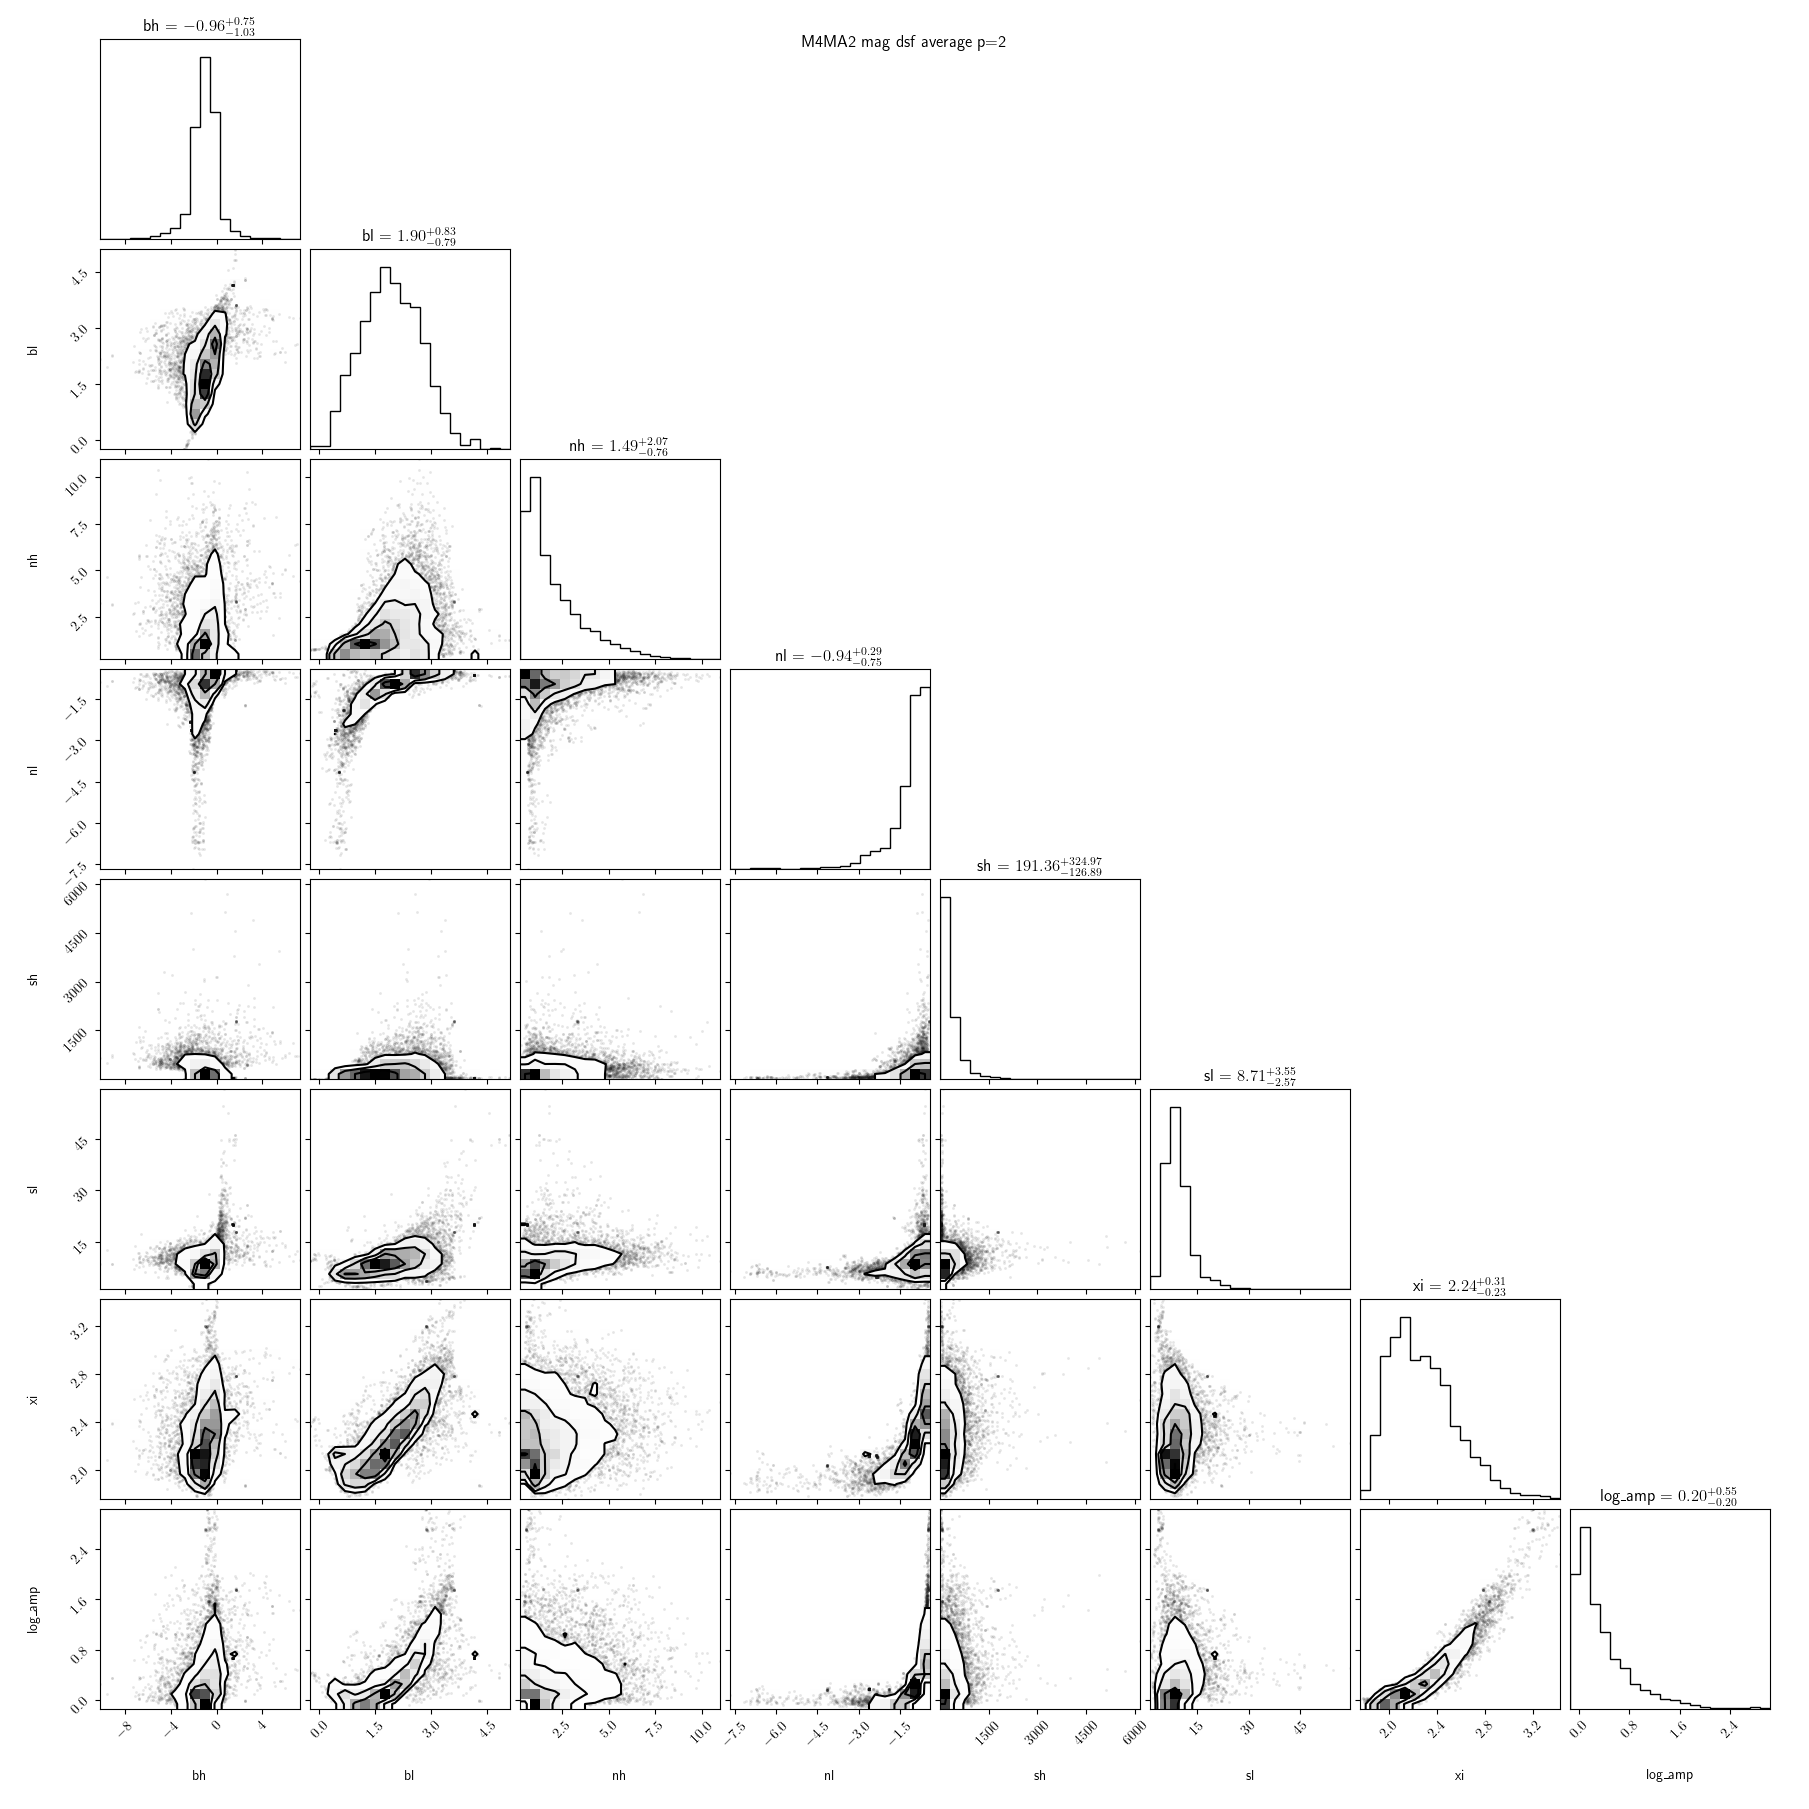 bh = −0.96 +0.75 −1.03
M4MA2 mag dsf average p=2
bl = 1.90 +0.83 −0.79
4.5
3.0
bl
1.5
0.0
nh = 1.49 +2.07 −0.76
10.0
7.5
nh
5.0
2.5
nl = −0.94 +0.29 −0.75
−1.5
−3.0
nl
−4.5
−6.0
−7.5
sh = 191.36 +324.97 −126.89
6000
4500
sh
3000
1500
sl = 8.71 +3.55 −2.57
45
sl
30
15
xi = 2.24 +0.31 −0.23
3.2
2.8
xi
2.4
2.0
log_amp = 0.20 +0.55 −0.20
2.4
1.6
log_amp
0.8
0.0
−8 −4 0 4 0.0 1.5 3.0 4.5 2.5 5.0 7.5 10.0 −7.5 −6.0 −4.5 −3.0 −1.5 1500 3000 4500 6000 15 30 45 2.0 2.4 2.8 3.2 0.0 0.8 1.6 2.4
bh bl nh nl sh sl xi log_amp